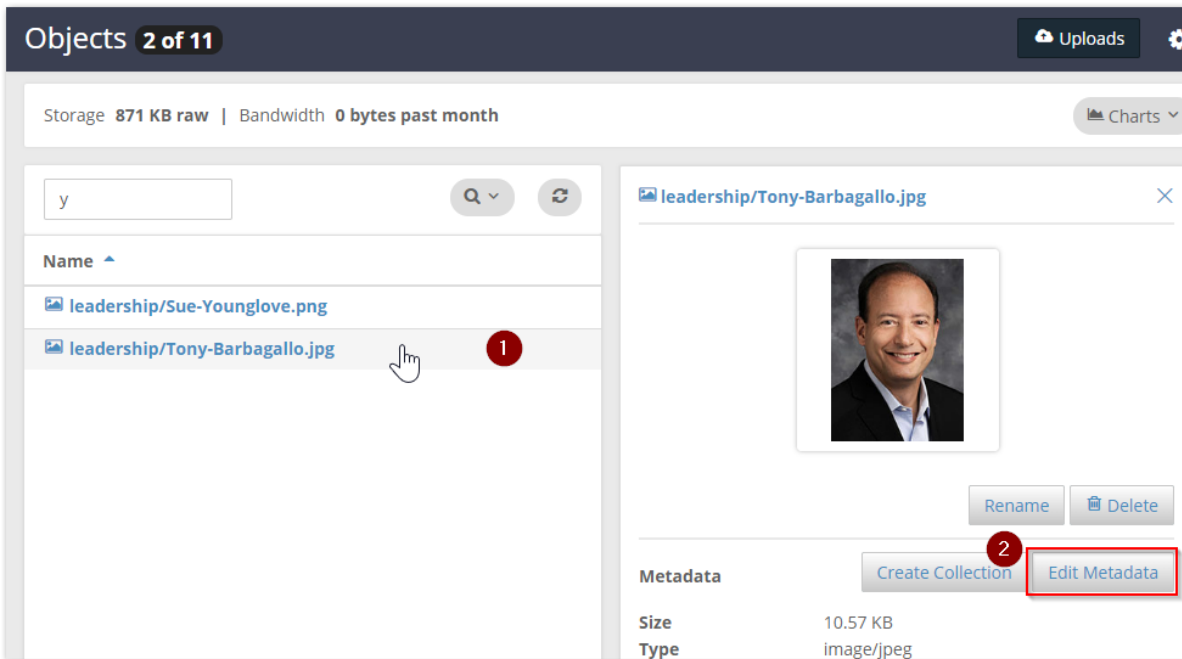 Objects 2 of 11
Uploads
Storage 871 KB raw | Bandwidth 0 bytes past month
Charts
y
Name
leadership/Sue-Younglove.png
leadership/Tony-Barbagallo.jpg
1
leadership/Tony-Barbagallo.jpg
Rename
Delete
2
Metadata
Create Collection
Edit Metadata
Size 10.57 KB
Type image/jpeg